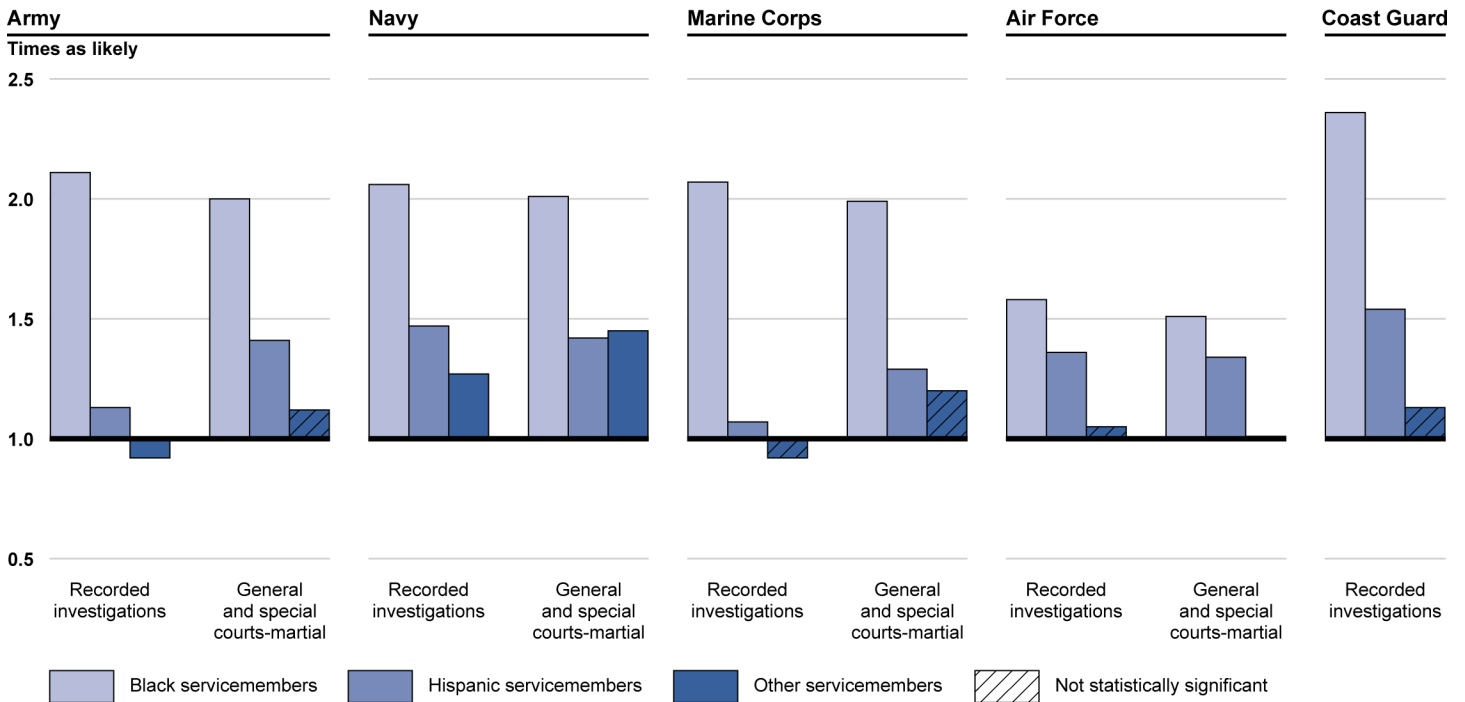 Army
Navy
Marine Corps
Air Force
Coast Guard
Times as likely
2.5
2.0
1.5
1.0
0.5
Recorded
investigations
General
and special
courts-martial
Recorded
investigations
General
and special
courts-martial
Recorded
investigations
General
and special
courts-martial
Recorded
investigations
General
and special
courts-martial
Recorded
investigations
Black servicemembers
Hispanic servicemembers
Other servicemembers
Not statistically significant